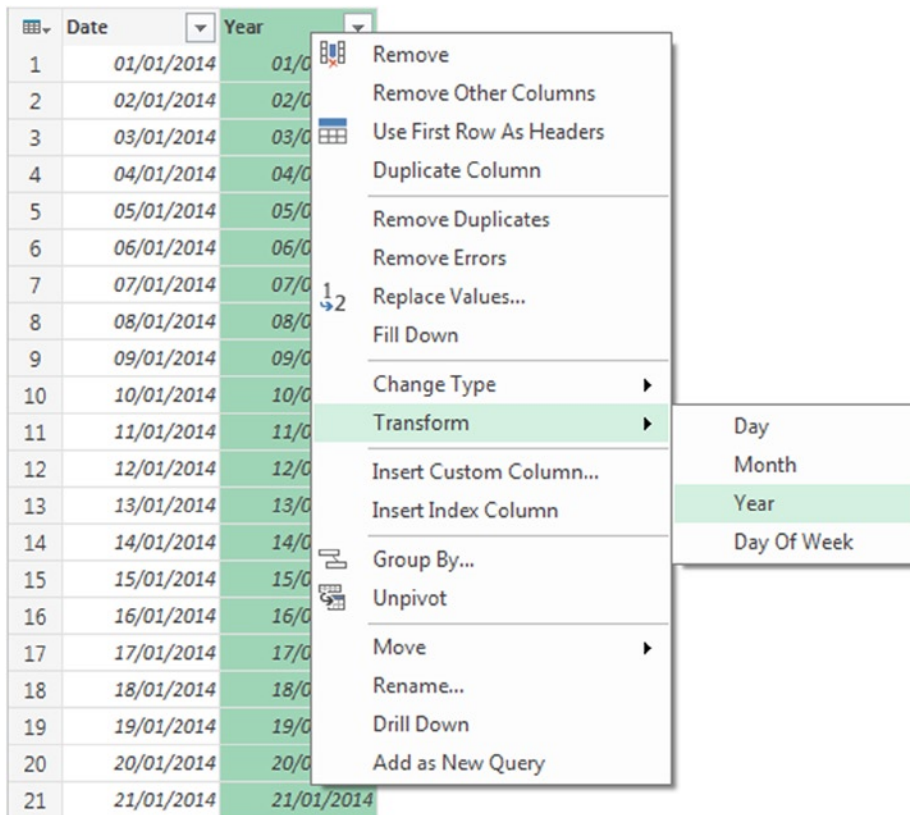 Date Year
1 01/01/2014 01/0
2 02/01/2014 02/0
3 03/01/2014 03/0
4 04/01/2014 04/0
5 05/01/2014 05/0
6 06/01/2014 06/0
7 07/01/2014 07/0
8 08/01/2014 08/0
9 09/01/2014 09/0
10 10/01/2014 10/0
11 11/01/2014 11/0
12 12/01/2014 12/0
13 13/01/2014 13/0
14 14/01/2014 14/0
15 15/01/2014 15/0
16 16/01/2014 16/0
17 17/01/2014 17/0
18 18/01/2014 18/0
19 19/01/2014 19/0
20 20/01/2014 20/0
21 21/01/2014 21/01/2014
Remove
Remove Other Columns
Use First Row As Headers
Duplicate Column
Remove Duplicates
Remove Errors
1 2 Replace Values...
Fill Down
Change Type
Transform
Insert Custom Column...
Insert Index Column
Group By...
Unpivot
Move
Rename...
Drill Down
Add as New Query
Day
Month
Year
Day Of Week